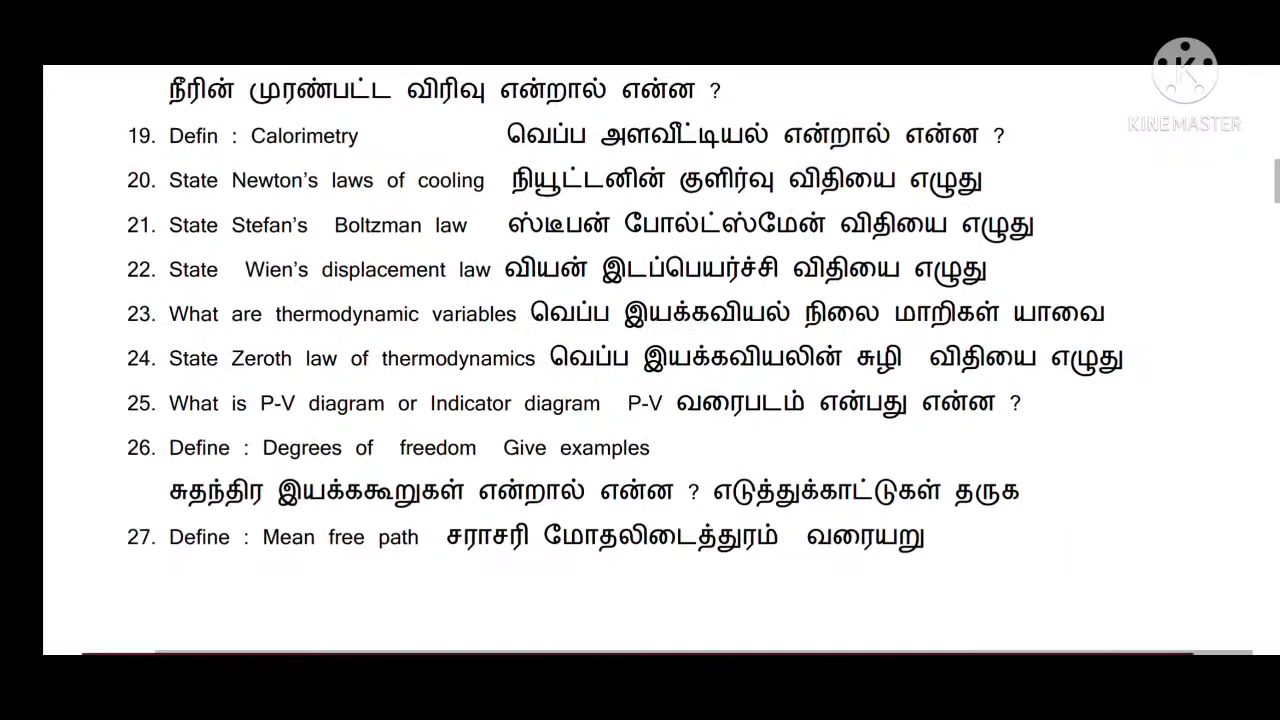 நீரின் முரண்பட்ட விரிவு என்றால் என்ன ?
KINEMASTER
19. Defin : Calorimetry வெப்ப அளவீட்டியல் என்றால் என்ன ?
20. State Newton's laws of cooling நியூட்டனின் குளிர்வு விதியை எழுது
21. State Stefan's Boltzman law ஸ்டீபன் போல்ட்ஸ்மேன் விதியை எழுது
22. State Wien's displacement law வியன் இடப்பெயர்ச்சி விதியை எழுது
23. What are thermodynamic variables வெப்ப இயக்கவியல் நிலை மாறிகள் யாவை
24. State Zeroth law of thermodynamics வெப்ப இயக்கவியலின் சுழி விதியை எழுது
25. What is P-V diagram or Indicator diagram P-V வரைபடம் என்பது என்ன ?
26. Define : Degrees of freedom Give examples
சுதந்திர இயக்ககூறுகள் என்றால் என்ன ? எடுத்துக்காட்டுகள் தருக
27. Define : Mean free path சராசரி மோதலிடைத்துரம் வரையறு